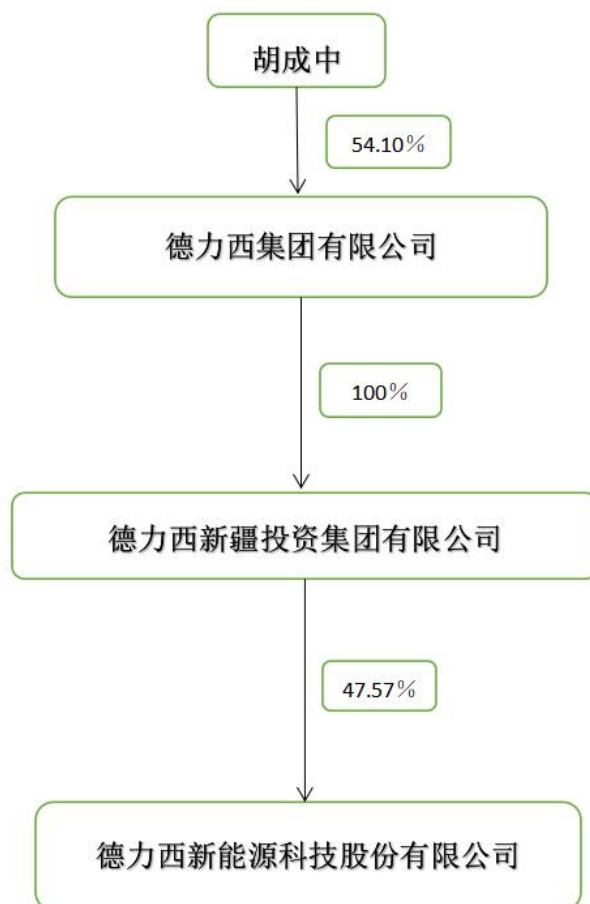 胡成中
54.10％
德力西集团有限公司
100％
德力西新疆投资集团有限公司
47.57％
德力西新能源科技股份有限公司